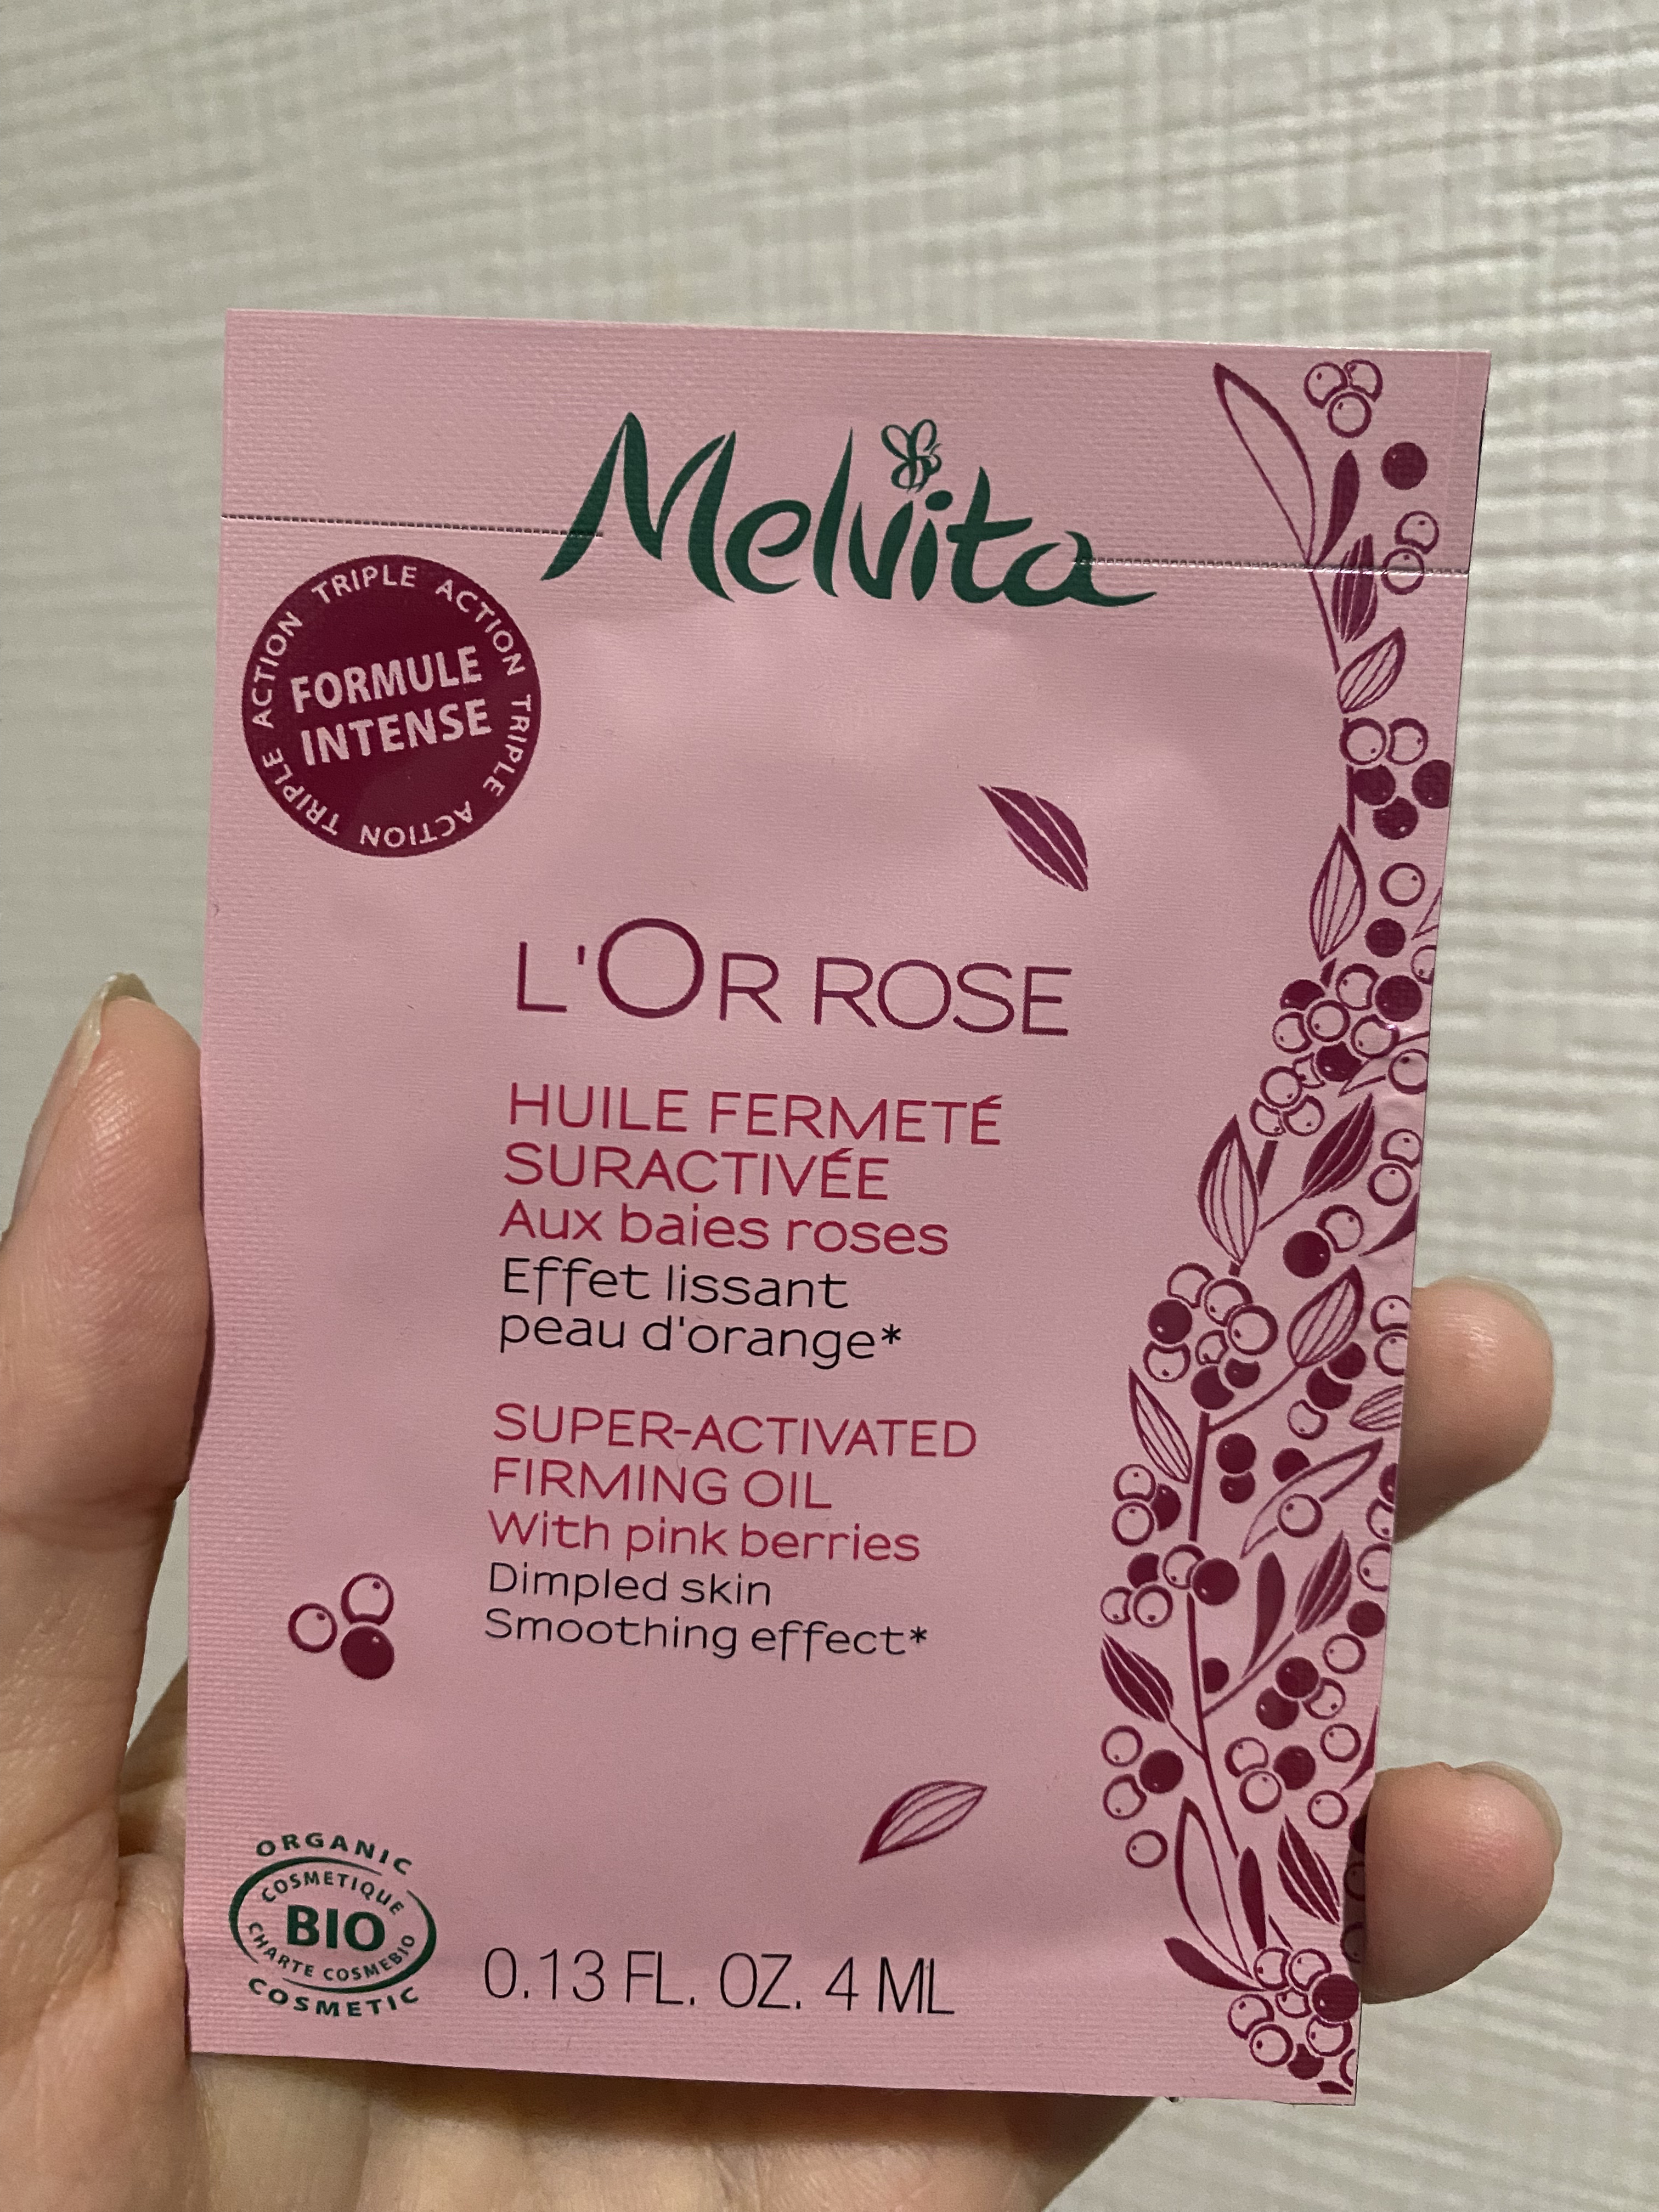 Melvita
TRIPLE ACTION TRIPLE ACTION TRIPLE ACTION
FORMULE
INTENSE
L'OR ROSE
HUILE FERMETÉ
SURACTIVÉE
Aux baies roses
Effet lissant
peau d'orange*
SUPER-ACTIVATED
FIRMING OIL
With pink berries
Dimpled skin
Smoothing effect*
ORGANIC
COSMETIQUE
BIO
CHARTE COSMEBIO
COSMETIC
0.13 FL. OZ. 4 ML